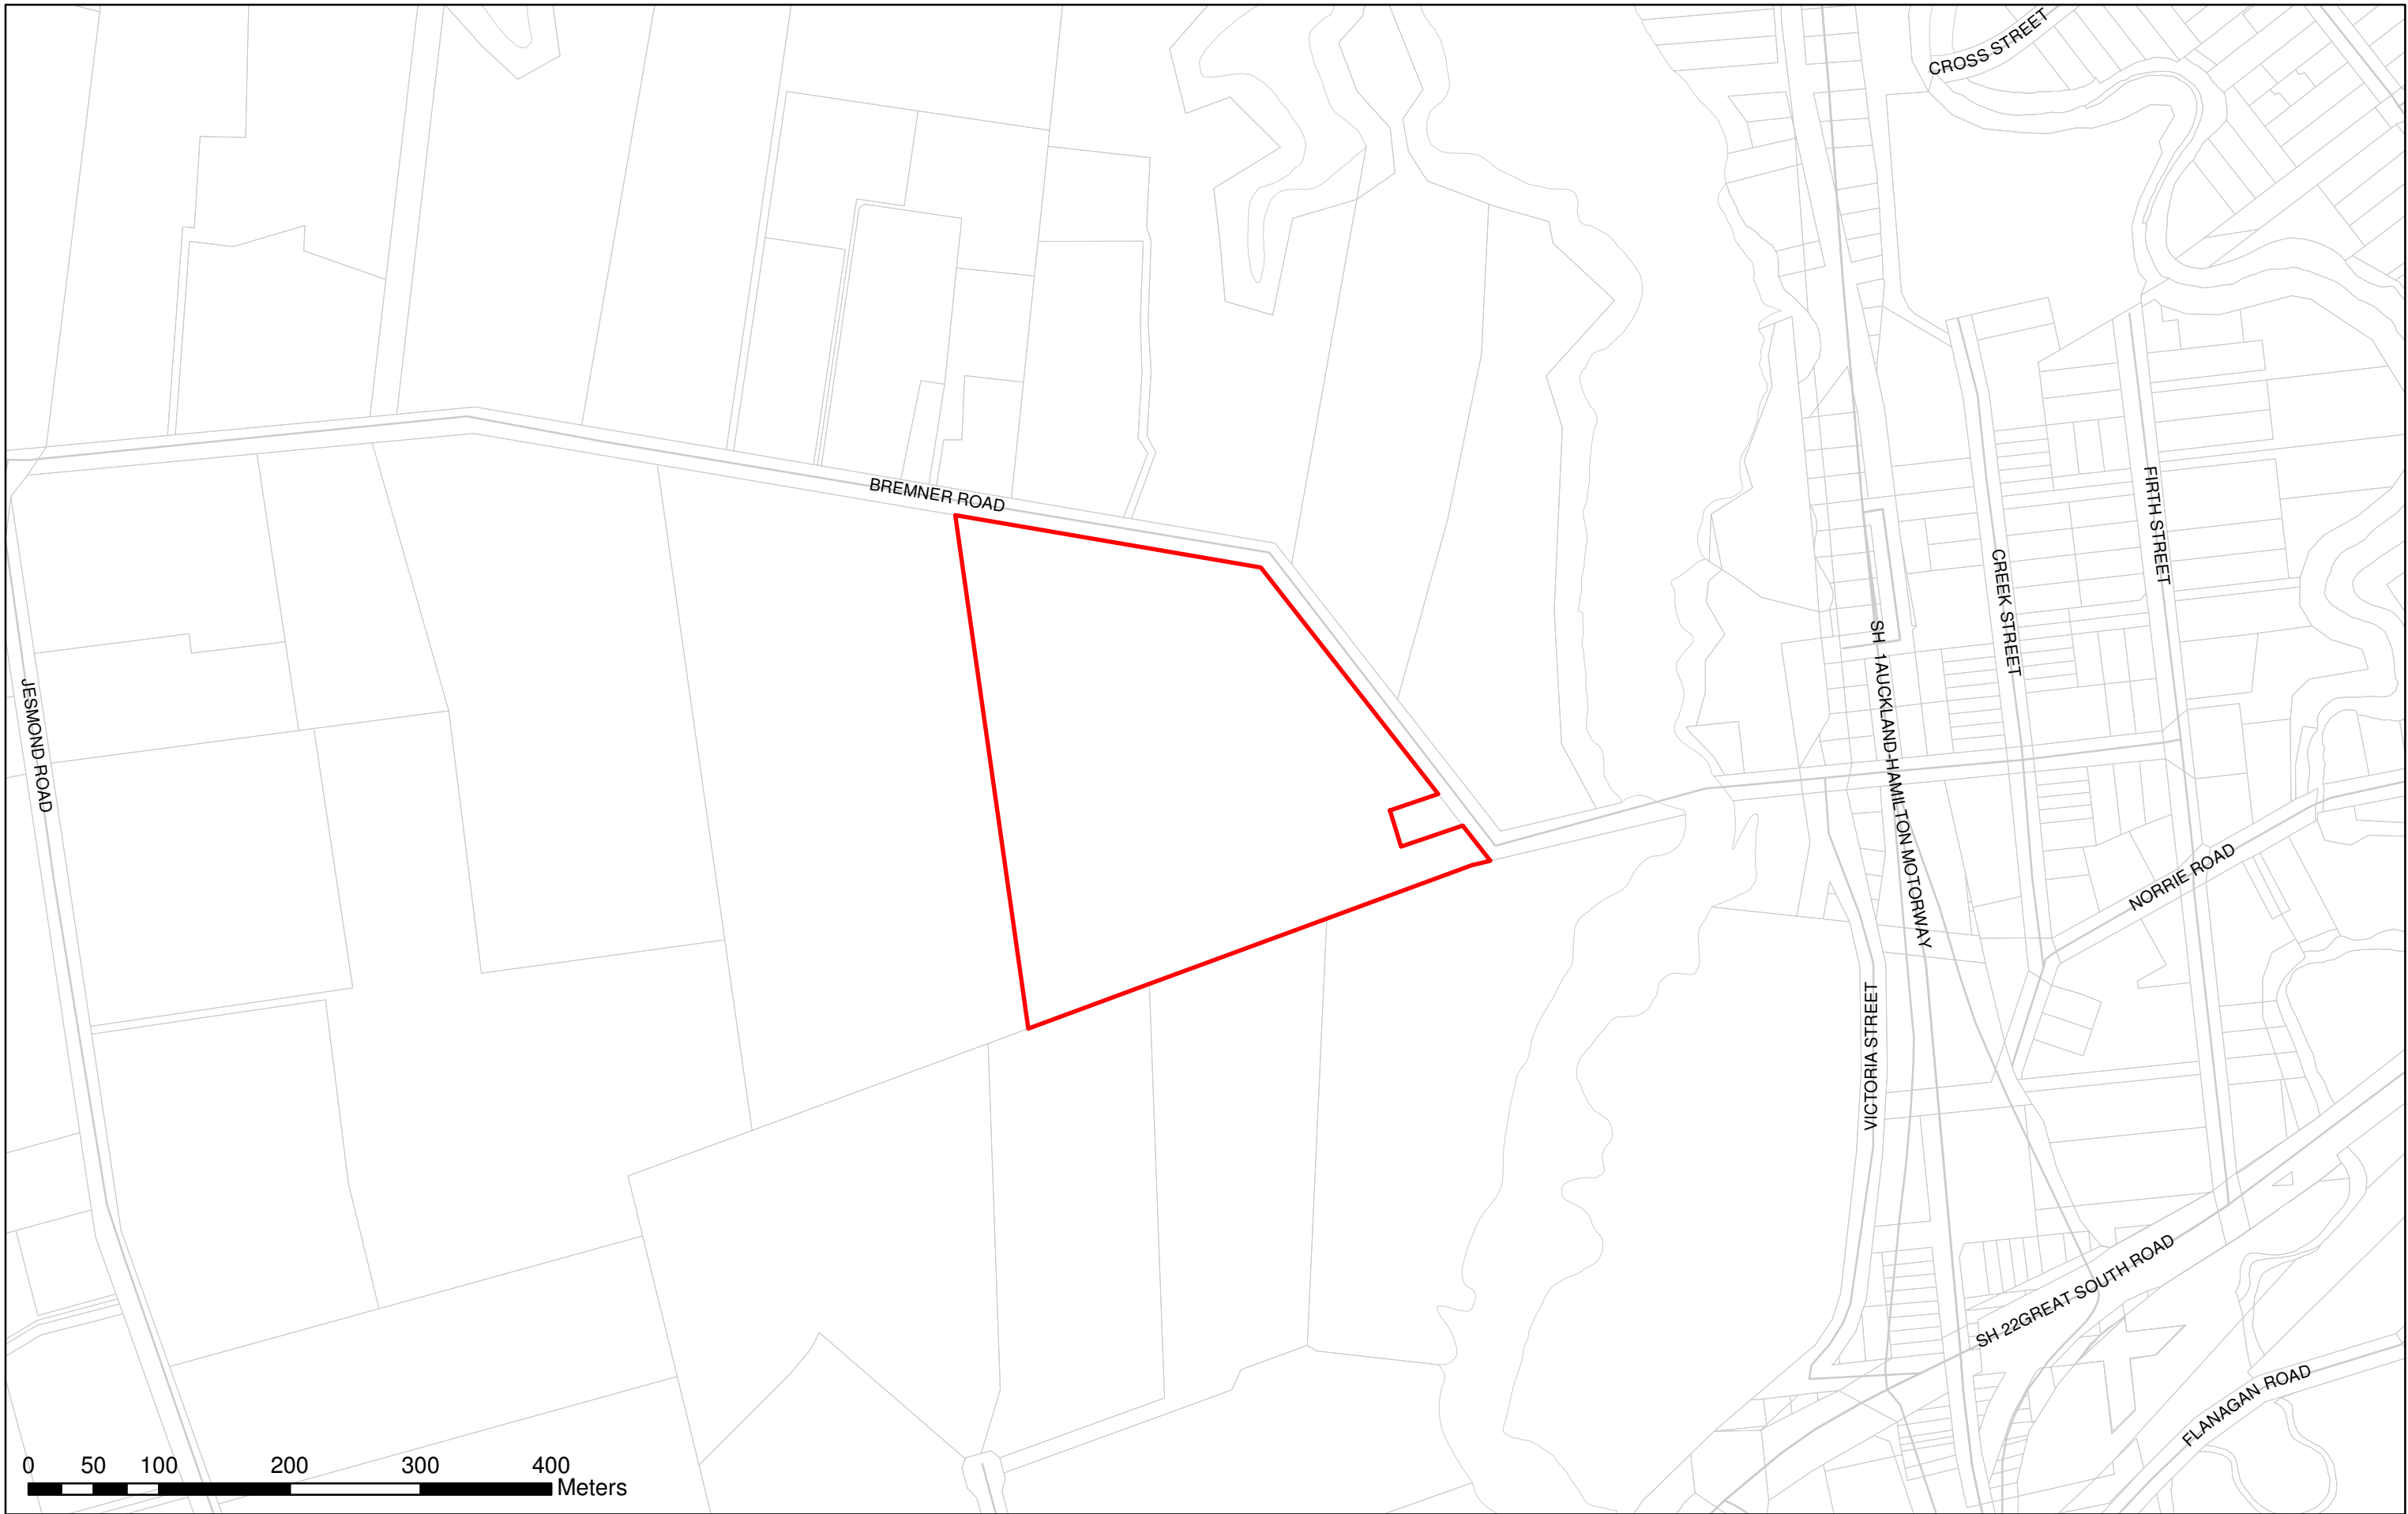 CROSS STREET
BREMNER ROAD
FIRTH STREET
CREEK STREET
SH 1AUCKLAND-HAMILTON MOTORWAY
JESMOND ROAD
NORRIE ROAD
VICTORIA STREET
SH 22GREAT SOUTH ROAD
FLANAGAN ROAD
0 50 100 200 300 400
Meters